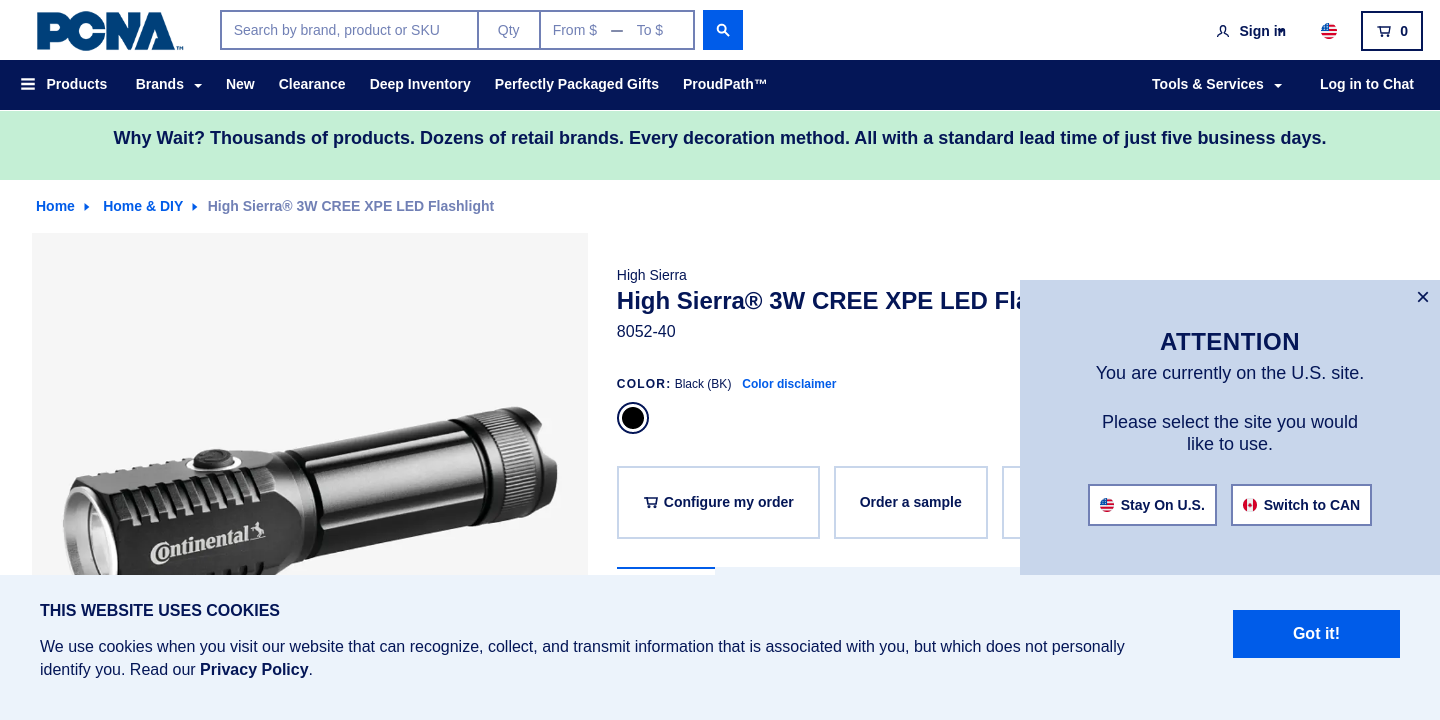 PCNA™
Search by brand, product or SKU
Qty
From $
To $
Sign in
0
Products
Brands
New
Clearance
Deep Inventory
Perfectly Packaged Gifts
ProudPath™
Tools & Services
Log in to Chat
Why Wait? Thousands of products. Dozens of retail brands. Every decoration method. All with a standard lead time of just five business days.
Home
Home & DIY
High Sierra® 3W CREE XPE LED Flashlight
High Sierra
High Sierra® 3W CREE XPE LED Fla
8052-40
COLOR: Black (BK)
Color disclaimer
Configure my order
Order a sample
Continental
×
ATTENTION
You are currently on the U.S. site.
Please select the site you would
like to use.
Stay On U.S.
Switch to CAN
THIS WEBSITE USES COOKIES
We use cookies when you visit our website that can recognize, collect, and transmit information that is associated with you, but which does not personally
identify you. Read our Privacy Policy.
Got it!